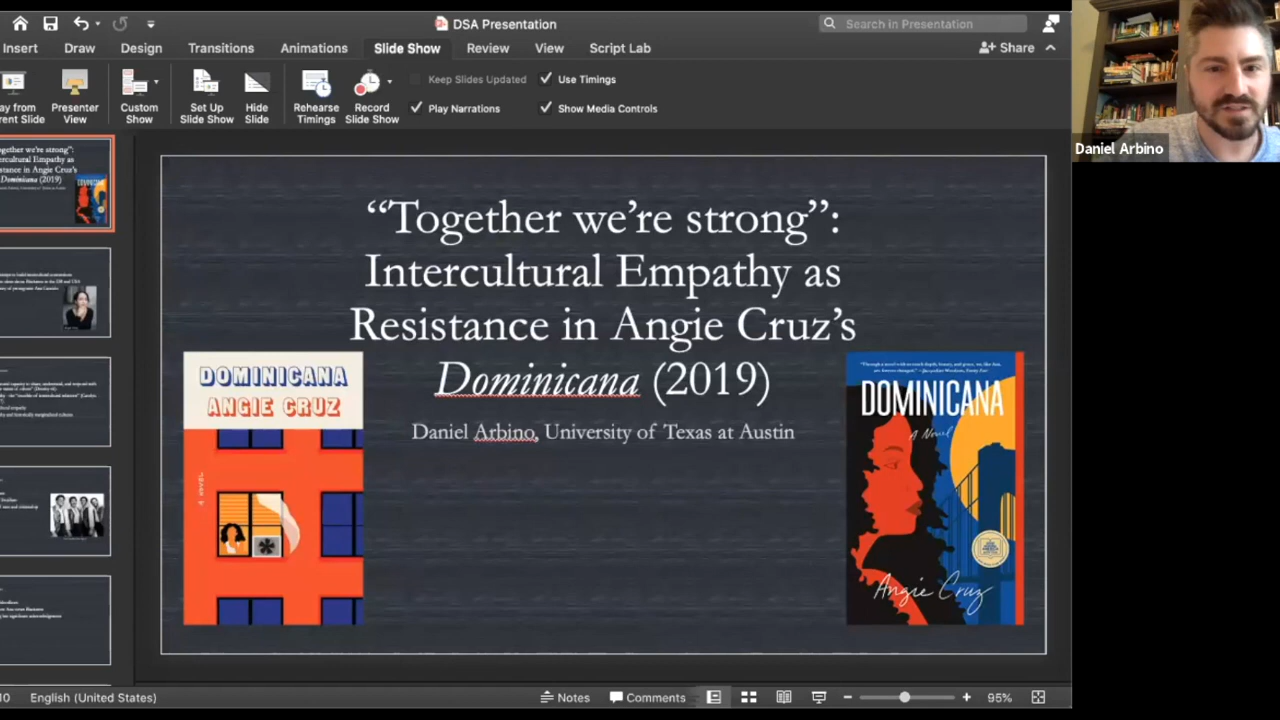 DSA Presentation
Search in Presentation
Insert
Draw
Design
Transitions
Animations
Slide Show
Review
View
Script Lab
Share
Keep Slides Updated
Use Timings
Presenter View
Custom Show
Set Up Slide Show
Hide Slide
Rehearse Timings
Record Slide Show
Play Narrations
Show Media Controls
Daniel Arbino
“Together we’re strong”:
Intercultural Empathy as
Resistance in Angie Cruz’s
Dominicana (2019)
Daniel Arbino, University of Texas at Austin
DOMINICANA
ANGIE CRUZ
A NOVEL
DOMINICANA
A Novel
Angie Cruz
English (United States)
Notes
Comments
95%